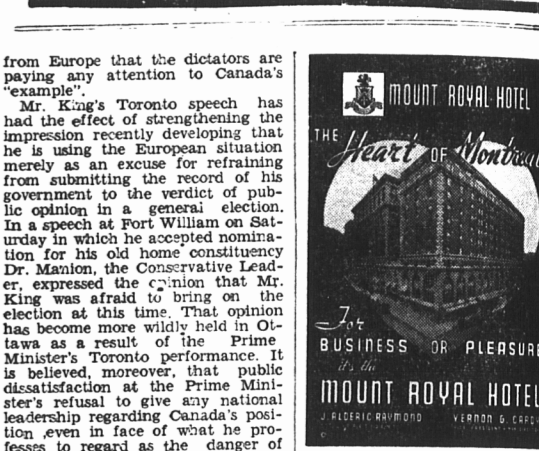 from Europe that the dictators are
paying any attention to Canada's
"example".
Mr. King's Toronto speech has
had the effect of strengthening the
impression recently developing that
he is using the European situation
merely as an excuse for refraining
from submitting the record of his
government to the verdict of pub-
lic opinion in a general election.
In a speech at Fort William on Sat-
urday in which he accepted nomina-
tion for his old home constituency
Dr. Manion, the Conservative Lead-
er, expressed the opinion that Mr.
King was afraid to bring on the
election at this time. That opinion
has become more wildly held in Ot-
tawa as a result of the Prime
Minister's Toronto performance. It
is believed, moreover, that public
dissatisfaction at the Prime Mini-
ster's refusal to give any national
leadership regarding Canada's posi-
tion ,even in face of what he pro-
fesses to regard as the danger of
MOUNT ROYAL HOTEL
THE
Heart OF Montreal
For
BUSINESS OR PLEASURE
it's the
MOUNT ROYAL HOTEL
J. ALDERIC RAYMOND VERNON G. CARDY